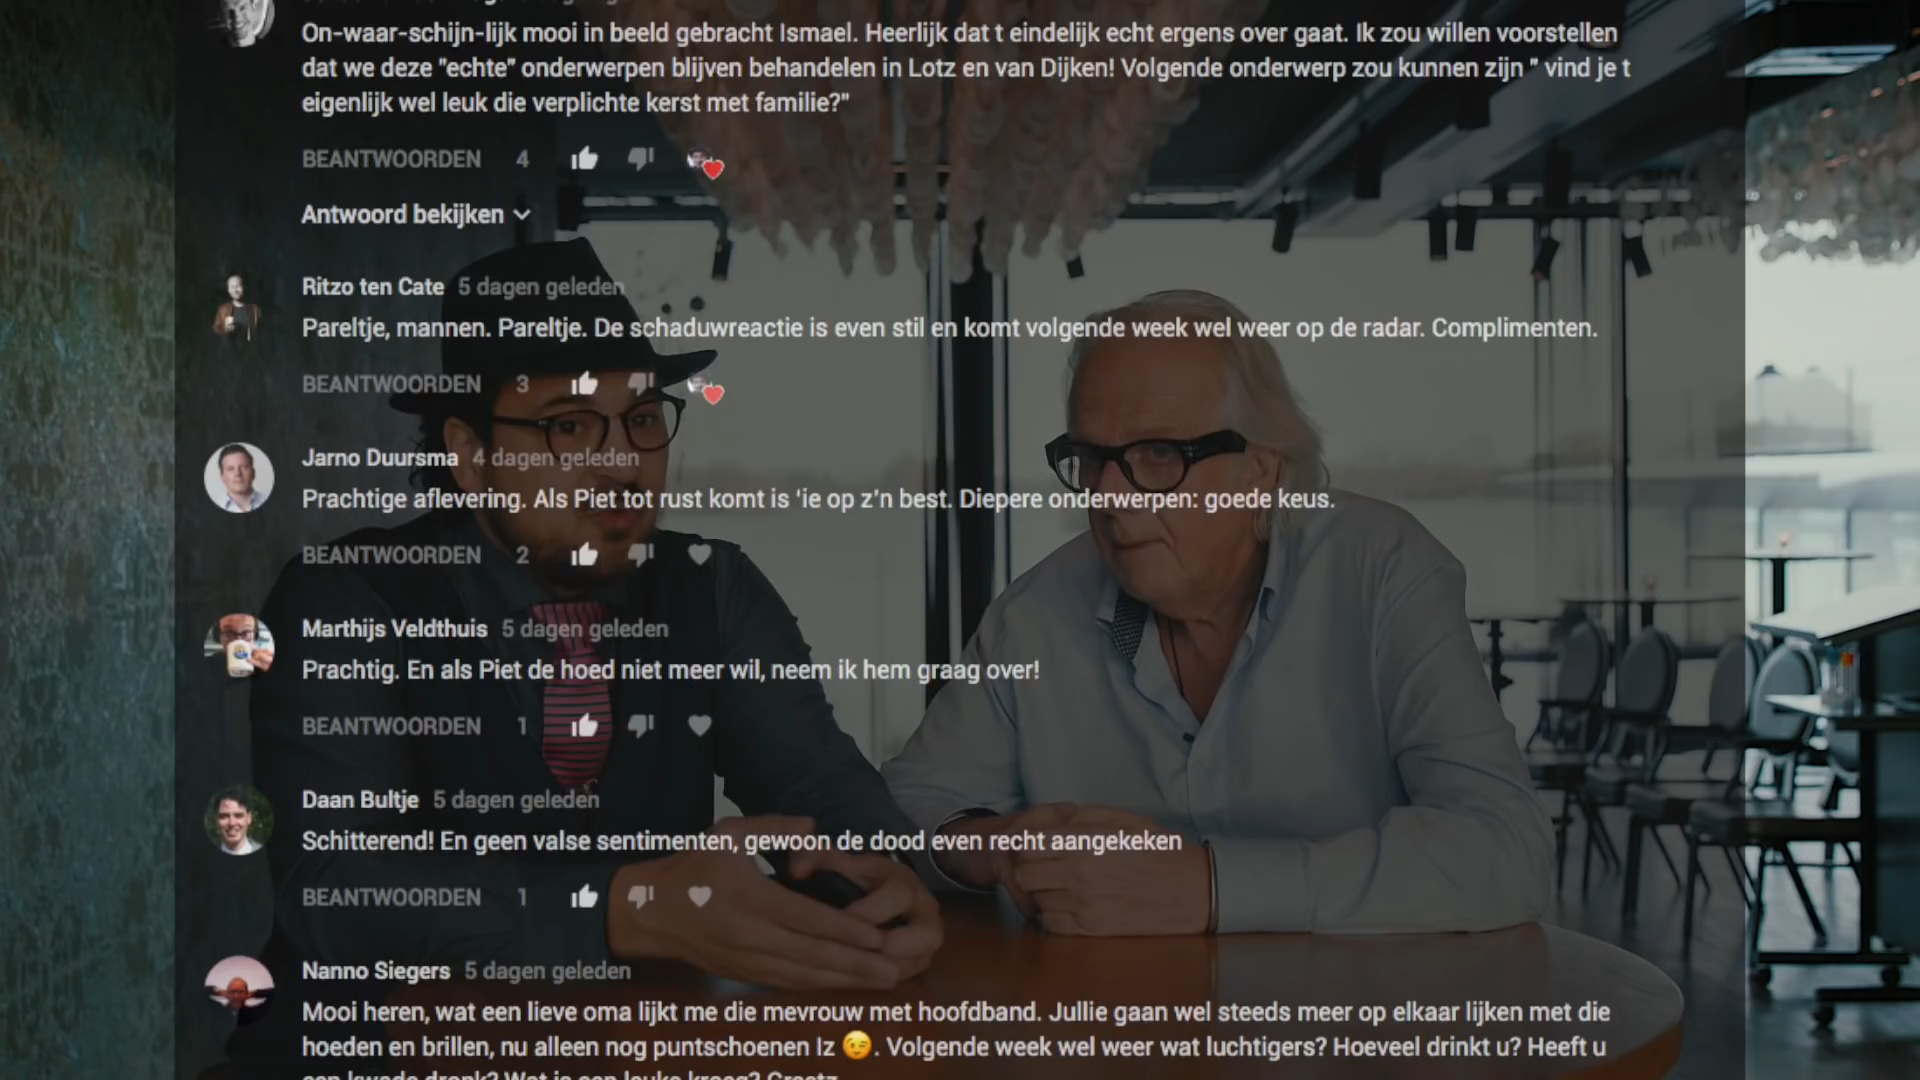 On-waar-schijn-lijk mooi in beeld gebracht Ismael. Heerlijk dat t eindelijk echt ergens over gaat. Ik zou willen voorstellen
dat we deze "echte" onderwerpen blijven behandelen in Lotz en van Dijken! Volgende onderwerp zou kunnen zijn " vind je t
eigenlijk wel leuk die verplichte kerst met familie?"
BEANTWOORDEN 4
Antwoord bekijken
Ritzo ten Cate 5 dagen geleden
Pareltje, mannen. Pareltje. De schaduwreactie is even stil en komt volgende week wel weer op de radar. Complimenten.
BEANTWOORDEN 3
Jarno Duursma 4 dagen geleden
Prachtige aflevering. Als Piet tot rust komt is 'ie op z'n best. Diepere onderwerpen: goede keus.
BEANTWOORDEN 2
Marthijs Veldthuis 5 dagen geleden
Prachtig. En als Piet de hoed niet meer wil, neem ik hem graag over!
BEANTWOORDEN 1
Daan Bultje 5 dagen geleden
Schitterend! En geen valse sentimenten, gewoon de dood even recht aangekeken
BEANTWOORDEN 1
Nanno Siegers 5 dagen geleden
Mooi heren, wat een lieve oma lijkt me die mevrouw met hoofdband. Jullie gaan wel steeds meer op elkaar lijken met die
hoeden en brillen, nu alleen nog puntschoenen Iz 😉. Volgende week wel weer wat luchtigers? Hoeveel drinkt u? Heeft u
een kwade dronk? Wat is een leuke kroeg? Greetz